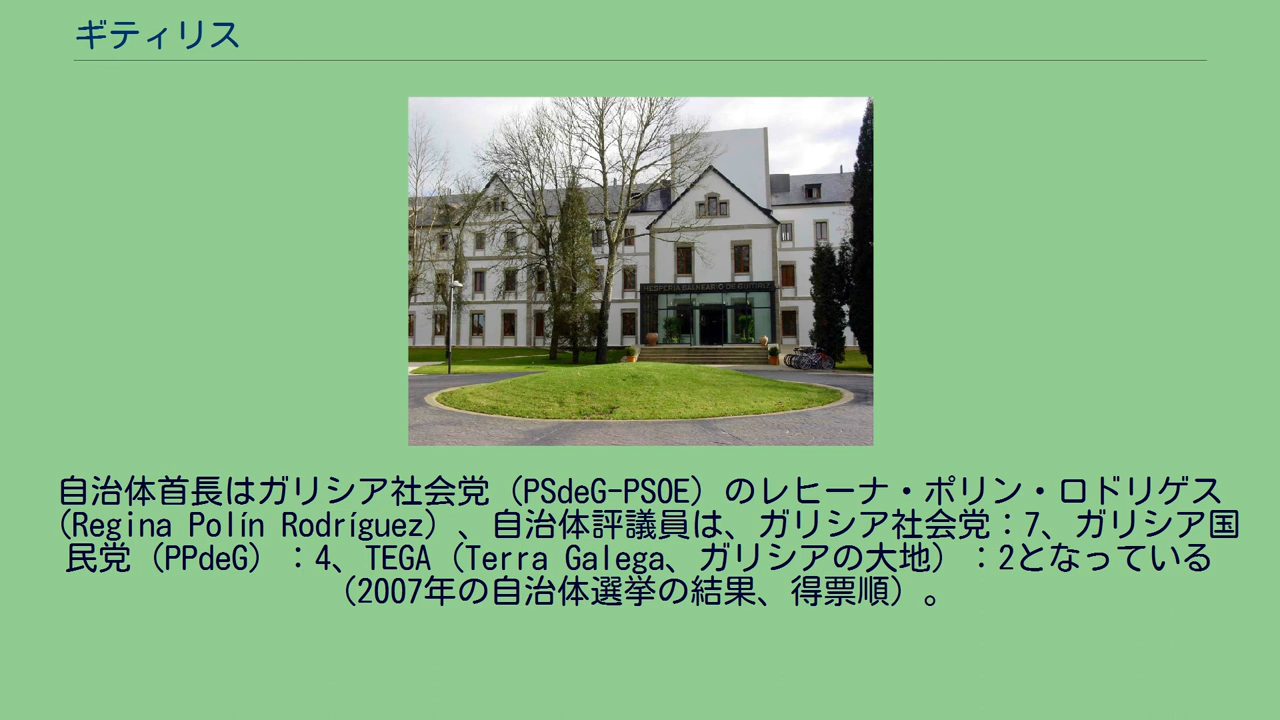 ギティリス
HESPERIA BALNEARIO DE GUITIRIZ
自治体首長はガリシア社会党（PSdeG-PSOE）のレヒーナ・ポリン・ロドリゲス
（Regina Polín Rodríguez）、自治体評議員は、ガリシア社会党：7、ガリシア国
民党（PPdeG）：4、TEGA（Terra Galega、ガリシアの大地）：2となっている
（2007年の自治体選挙の結果、得票順）。